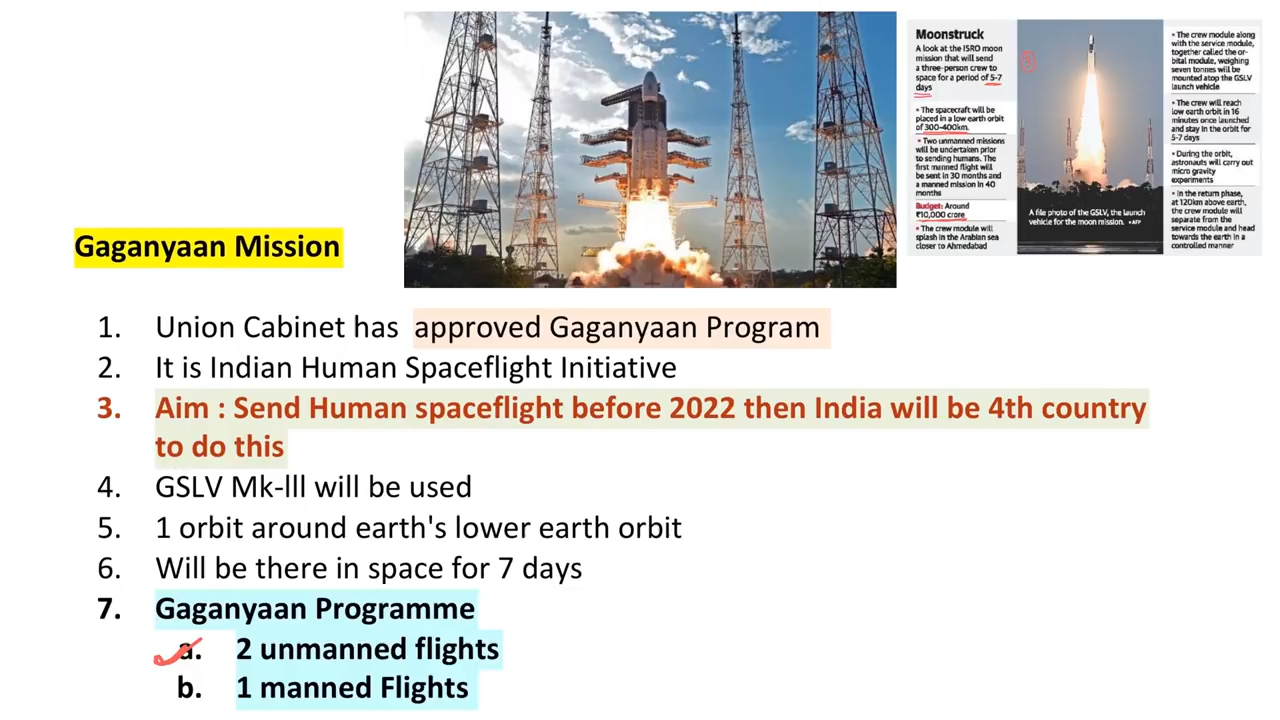 Moonstruck
A look at the ISRO moon
mission that will send
a three-person crew to
space for a period of 5-7
days
• The spacecraft will be
placed in a low earth orbit
of 300-400km.
• Two unmanned missions
will be undertaken prior
to sending humans. The
first manned flight will
be sent in 30 months and
a manned mission in 40
months
Budget: Around
₹10,000 crore
• The crew module will
splash in the Arabian sea
closer to Ahmedabad
A file photo of the GSLV, the launch
vehicle for the moon mission. • AFP
• The crew module along
with the service module,
together called the or-
bital module, weighing
seven tonnes will be
mounted atop the GSLV
launch vehicle
• The crew will reach
low earth orbit in 16
minutes once launched
and stay in the orbit for
5-7 days
• During the orbit,
astronauts will carry out
micro gravity
experiments
• In the return phase,
at 120km above earth,
the crew module will
separate from the
service module and head
towards the earth in a
controlled manner
Gaganyaan Mission
1. Union Cabinet has approved Gaganyaan Program
2. It is Indian Human Spaceflight Initiative
3. Aim : Send Human spaceflight before 2022 then India will be 4th country
to do this
4. GSLV Mk-lll will be used
5. 1 orbit around earth's lower earth orbit
6. Will be there in space for 7 days
7. Gaganyaan Programme
a. 2 unmanned flights
b. 1 manned Flights